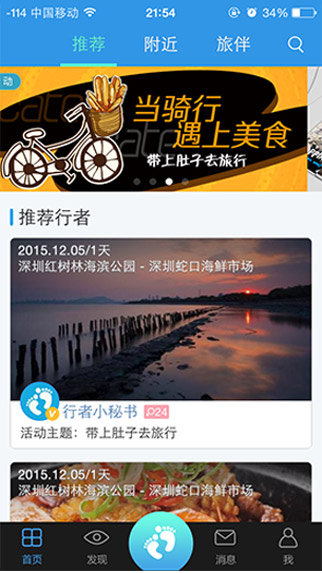 -114 中国移动 21:54 34%
推荐 附近 旅伴
动
当骑行
遇上美食
带上肚子去旅行
推荐行者
2015.12.05/1天
深圳红树林海滨公园 - 深圳蛇口海鲜市场
V 行者小秘书 24
活动主题：带上肚子去旅行
2015.12.05/1天
深圳红树林海滨公园 - 深圳蛇口海鲜市场
首页 发现 消息 我